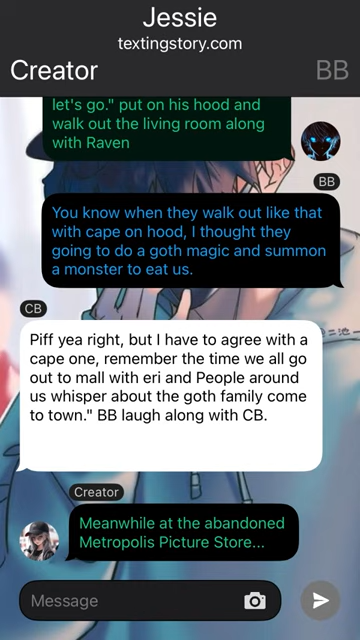 Jessie
textingstory.com
Creator
BB
let's go." put on his hood and
walk out the living room along
with Raven
BB
You know when they walk out like that
with cape on hood, I thought they
going to do a goth magic and summon
a monster to eat us.
CB
Piff yea right, but I have to agree with a
cape one, remember the time we all go
out to mall with eri and People around
us whisper about the goth family come
to town." BB laugh along with CB.
Creator
Meanwhile at the abandoned
Metropolis Picture Store...
Message